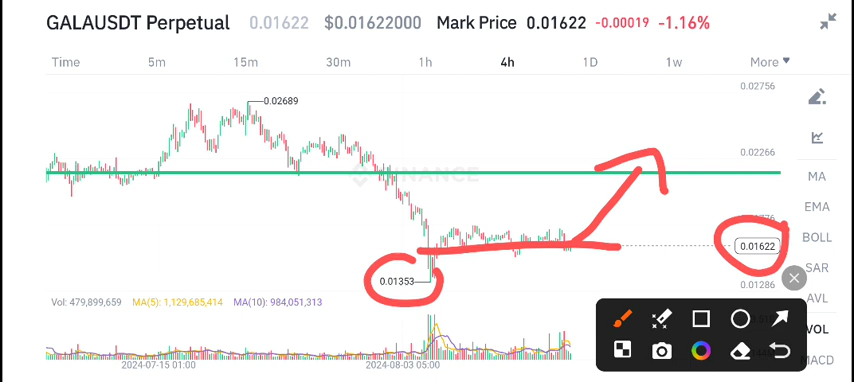 GALAUSDT Perpetual 0.01622 $0.01622000 Mark Price 0.01622 -0.00019 -1.16%
Time 5m 15m 30m 1h 4h 1D 1w More
0.02756
0.02689
0.02266
BINANCE
MA
EMA
BOLL
0.01622
SAR
0.01353
0.01286
AVL
Vol: 479,899,659 MA(5): 1,129,685,414 MA(10): 984,051,313
VOL
MACD
2024-07-15 01:00 2024-08-03 05:00